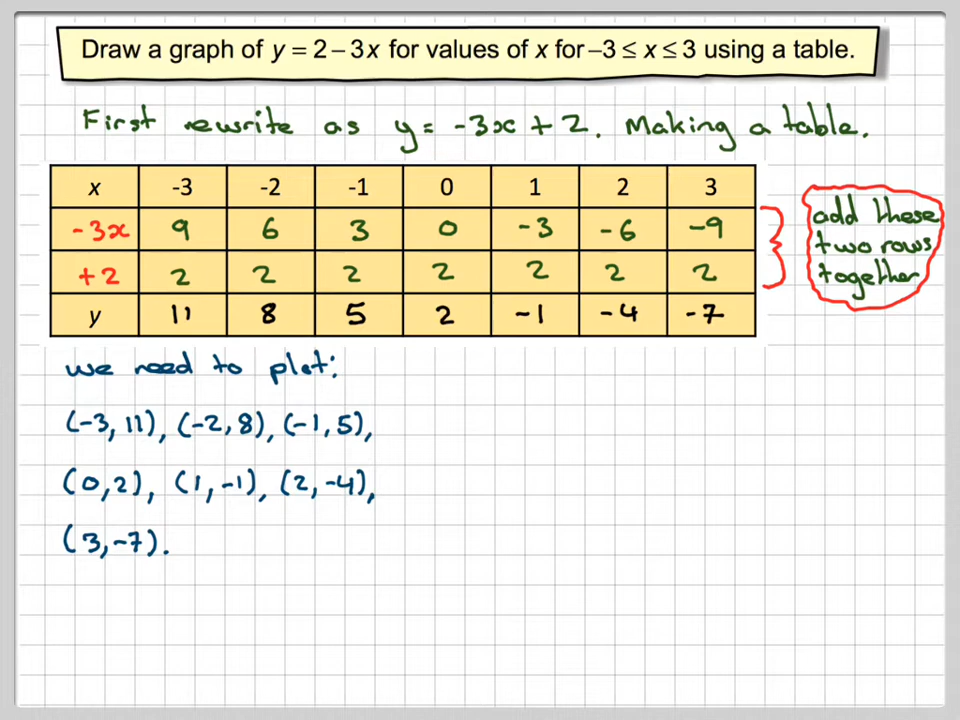 Draw a graph of y = 2 – 3x for values of x for –3 ≤ x ≤ 3 using a table.
First rewrite as y = -3x + 2. Making a table.
x -3 -2 -1 0 1 2 3
-3x 9 6 3 0 -3 -6 -9
+2 2 2 2 2 2 2 2
y 11 8 5 2 -1 -4 -7
add these
two rows
together
we need to plot:
(-3, 11), (-2, 8), (-1, 5),
(0, 2), (1, -1), (2, -4),
(3, -7).